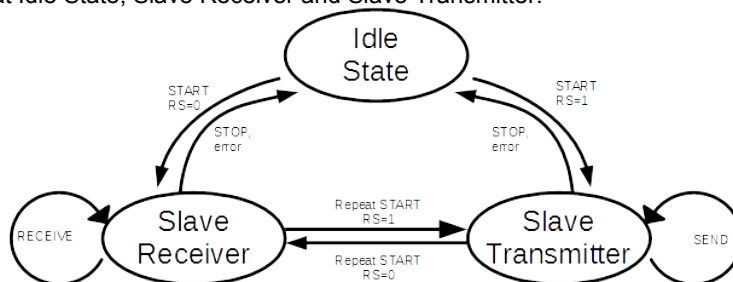 at Idle State, Slave Receiver and Slave Transmitter.
Idle
State
START
RS=0
START
RS=1
STOP,
error
STOP,
error
Slave
Receiver
Repeat START
RS=1
Slave
Transmitter
RECEIVE
SEND
Repeat START
RS=0